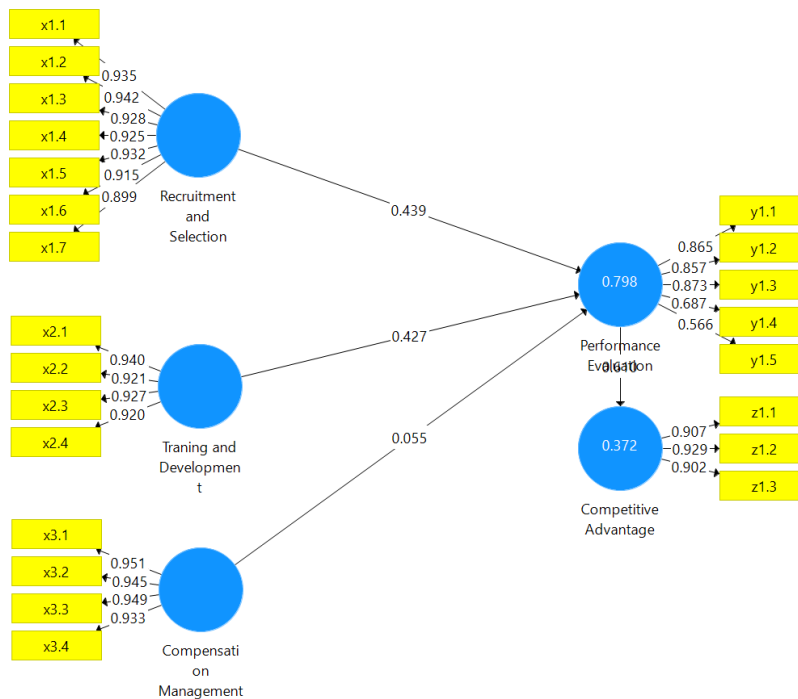 x1.1
x1.2
x1.3
x1.4
x1.5
x1.6
x1.7
0.935
0.942
0.928
0.925
0.932
0.915
0.899
Recruitment
and
Selection
0.439
x2.1
x2.2
x2.3
x2.4
0.940
0.921
0.927
0.920
Traning and
Developmen
t
0.427
x3.1
x3.2
x3.3
x3.4
0.951
0.945
0.949
0.933
Compensati
on
Management
0.055
0.798
Performance
Evaluation
0.610
0.865
0.857
0.873
0.687
0.566
y1.1
y1.2
y1.3
y1.4
y1.5
0.372
Competitive
Advantage
0.907
0.929
0.902
z1.1
z1.2
z1.3